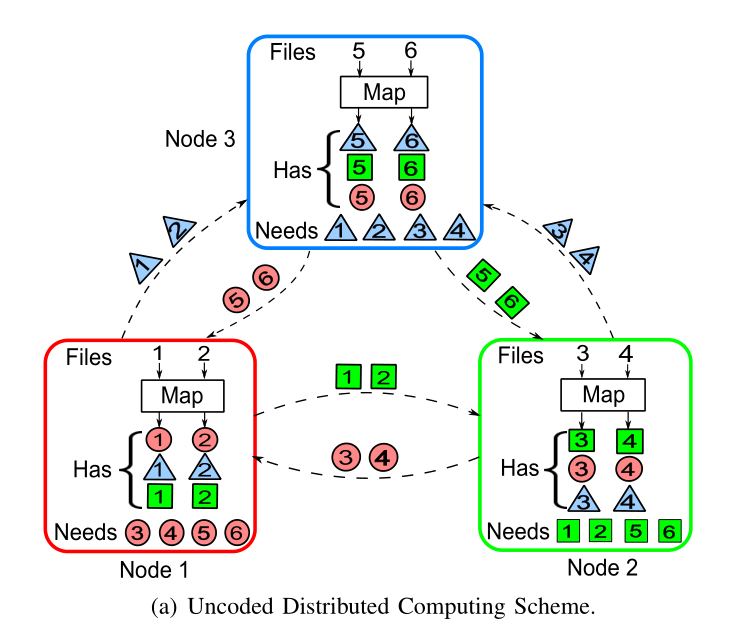 Files 5 6
Map
Node 3
5 6
Has 5 6
5 6
Needs 1 2 3 4
1 2
3 4
5 6
5 6
Files 1 2
Map
1 2
Has 1 2
1 2
Needs 3 4 5 6
Node 1
1 2
3 4
Files 3 4
Map
3 4
Has 3 4
3 4
Needs 1 2 5 6
Node 2
(a) Uncoded Distributed Computing Scheme.